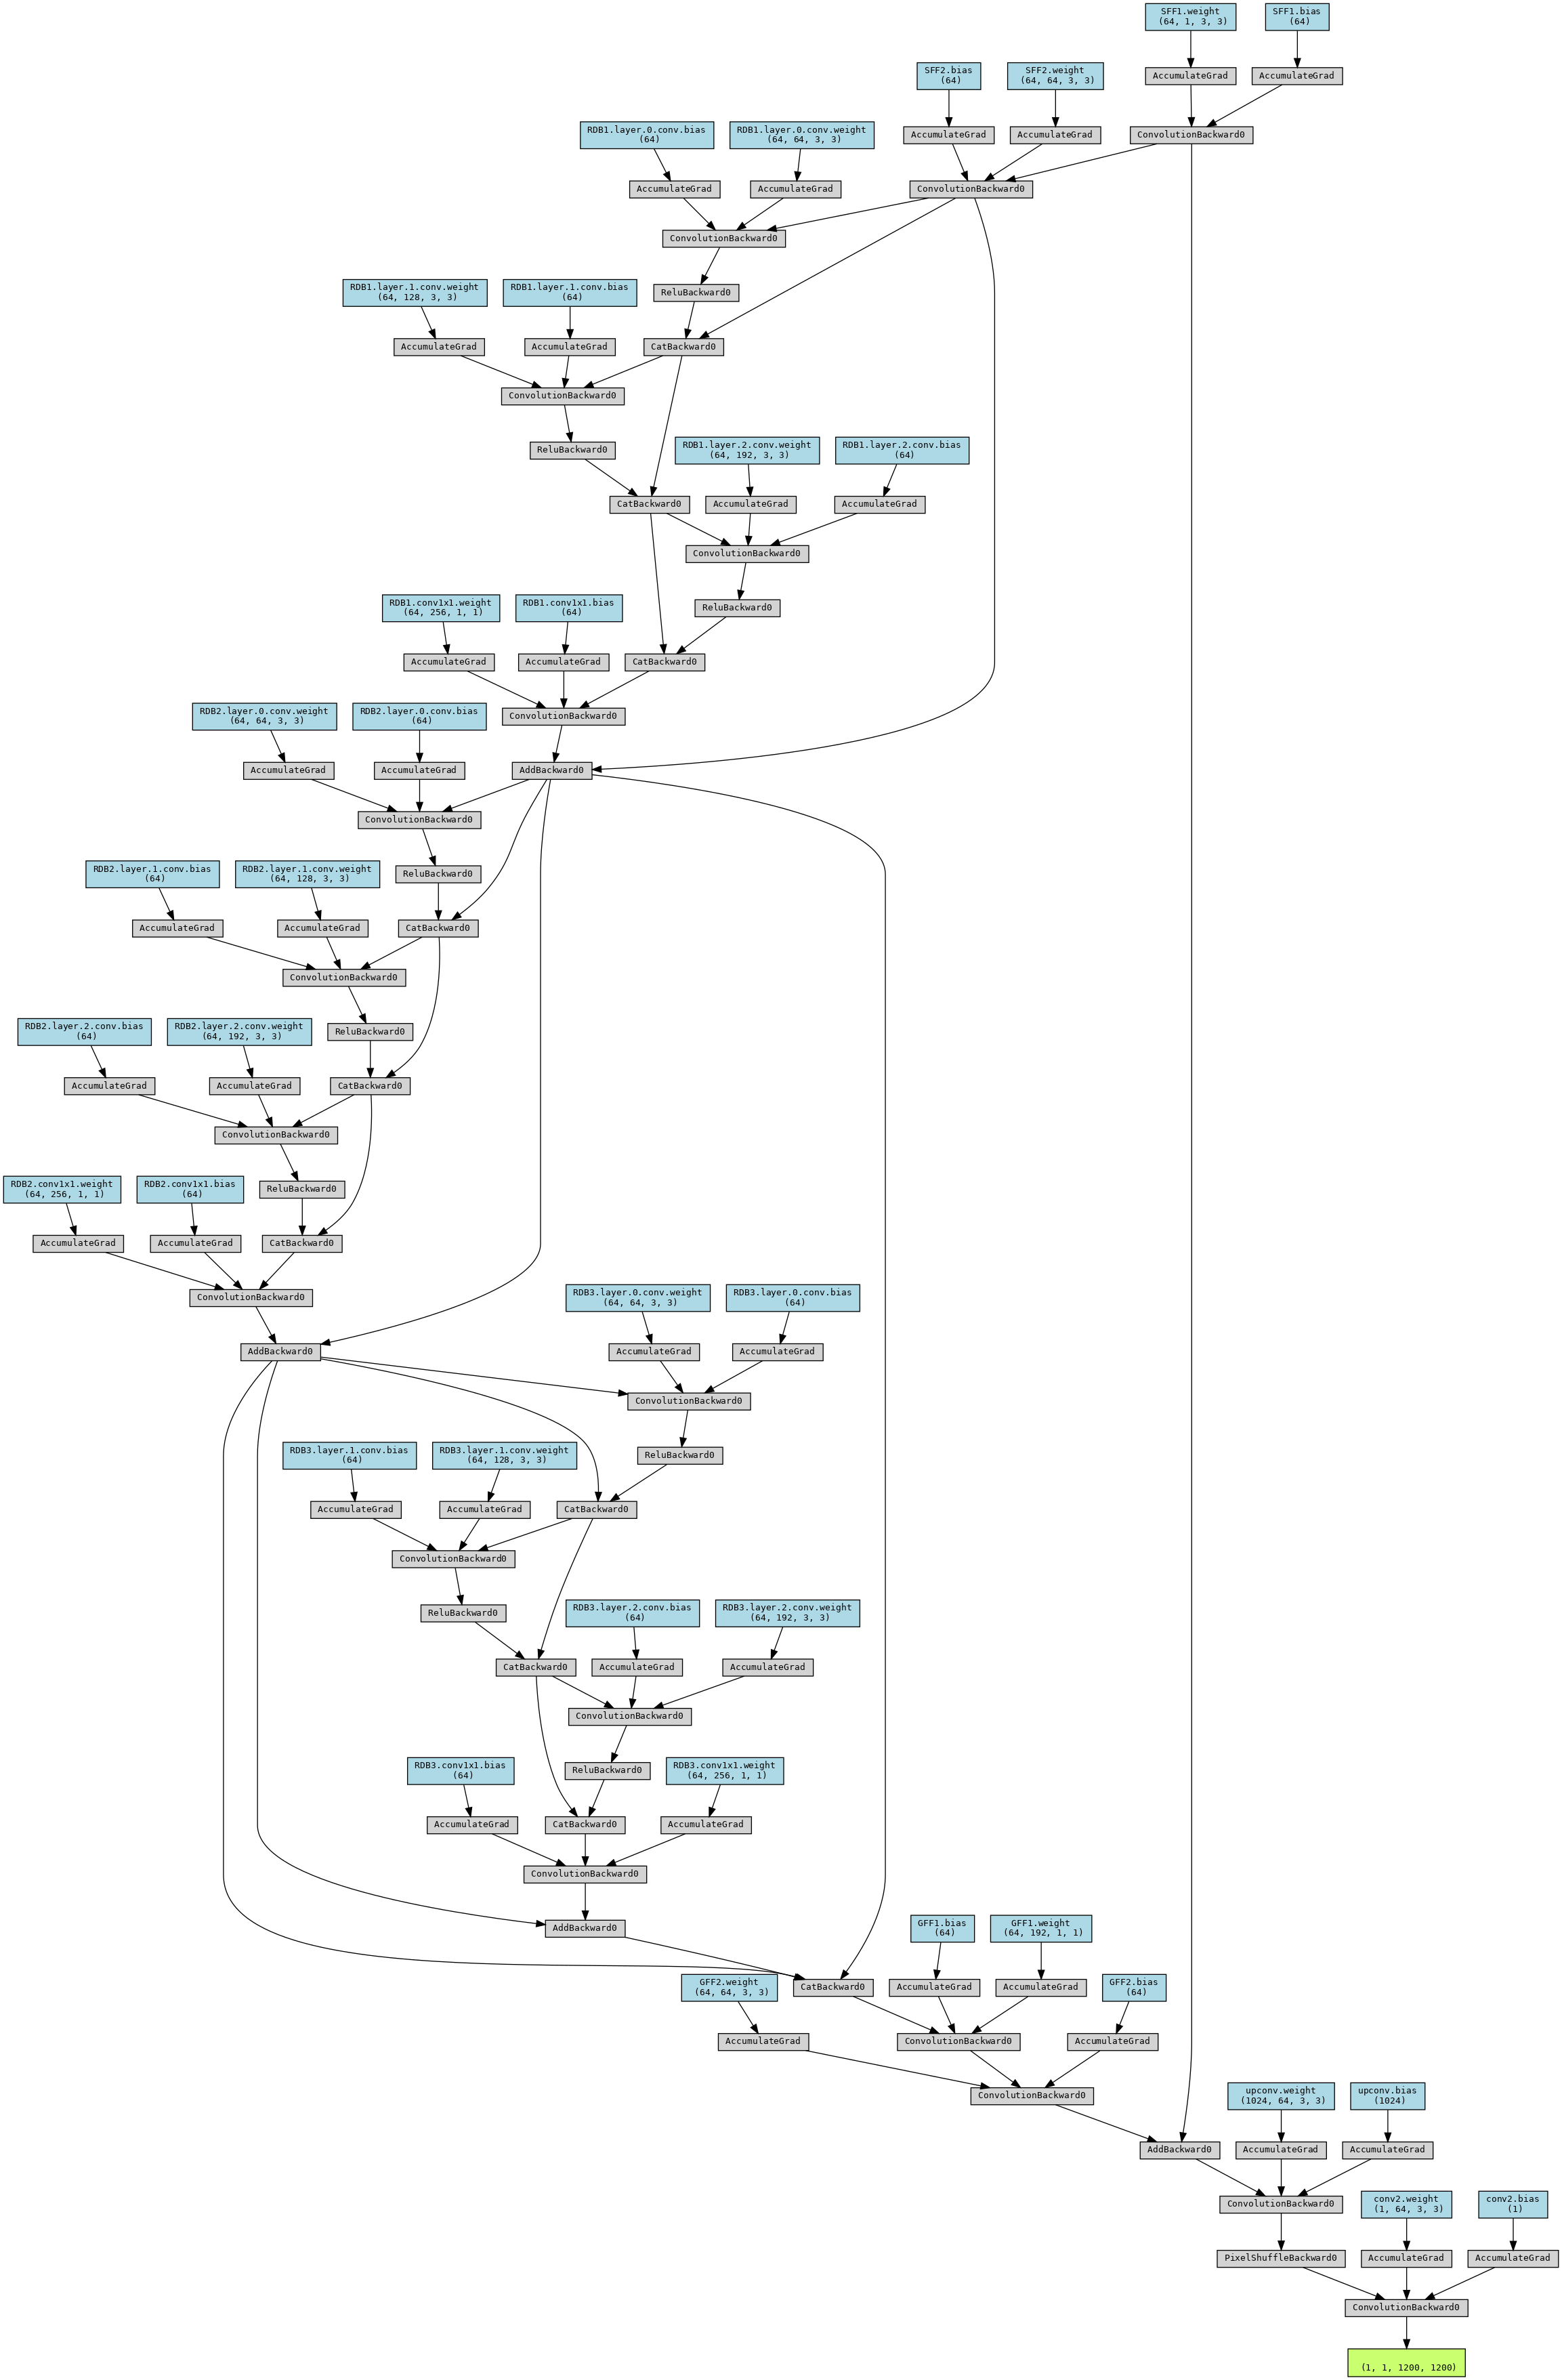 SFF1.weight
(64, 1, 3, 3)
SFF1.bias
(64)
SFF2.bias
(64)
SFF2.weight
(64, 64, 3, 3)
AccumulateGrad
AccumulateGrad
RDB1.layer.0.conv.bias
(64)
RDB1.layer.0.conv.weight
(64, 64, 3, 3)
AccumulateGrad
AccumulateGrad
ConvolutionBackward0
AccumulateGrad
AccumulateGrad
ConvolutionBackward0
ConvolutionBackward0
RDB1.layer.1.conv.weight
(64, 128, 3, 3)
RDB1.layer.1.conv.bias
(64)
ReluBackward0
AccumulateGrad
AccumulateGrad
CatBackward0
ConvolutionBackward0
ReluBackward0
RDB1.layer.2.conv.weight
(64, 192, 3, 3)
RDB1.layer.2.conv.bias
(64)
CatBackward0
AccumulateGrad
AccumulateGrad
ConvolutionBackward0
RDB1.conv1x1.weight
(64, 256, 1, 1)
RDB1.conv1x1.bias
(64)
ReluBackward0
AccumulateGrad
AccumulateGrad
CatBackward0
RDB2.layer.0.conv.weight
(64, 64, 3, 3)
RDB2.layer.0.conv.bias
(64)
ConvolutionBackward0
AccumulateGrad
AccumulateGrad
AddBackward0
ConvolutionBackward0
RDB2.layer.1.conv.bias
(64)
RDB2.layer.1.conv.weight
(64, 128, 3, 3)
ReluBackward0
AccumulateGrad
AccumulateGrad
CatBackward0
ConvolutionBackward0
RDB2.layer.2.conv.bias
(64)
RDB2.layer.2.conv.weight
(64, 192, 3, 3)
ReluBackward0
AccumulateGrad
AccumulateGrad
CatBackward0
ConvolutionBackward0
RDB2.conv1x1.weight
(64, 256, 1, 1)
RDB2.conv1x1.bias
(64)
ReluBackward0
AccumulateGrad
AccumulateGrad
CatBackward0
ConvolutionBackward0
RDB3.layer.0.conv.weight
(64, 64, 3, 3)
RDB3.layer.0.conv.bias
(64)
AddBackward0
AccumulateGrad
AccumulateGrad
ConvolutionBackward0
RDB3.layer.1.conv.bias
(64)
RDB3.layer.1.conv.weight
(64, 128, 3, 3)
ReluBackward0
AccumulateGrad
AccumulateGrad
CatBackward0
ConvolutionBackward0
ReluBackward0
RDB3.layer.2.conv.bias
(64)
RDB3.layer.2.conv.weight
(64, 192, 3, 3)
CatBackward0
AccumulateGrad
AccumulateGrad
ConvolutionBackward0
RDB3.conv1x1.bias
(64)
ReluBackward0
RDB3.conv1x1.weight
(64, 256, 1, 1)
AccumulateGrad
CatBackward0
AccumulateGrad
ConvolutionBackward0
AddBackward0
GFF1.bias
(64)
GFF1.weight
(64, 192, 1, 1)
GFF2.weight
(64, 64, 3, 3)
CatBackward0
AccumulateGrad
AccumulateGrad
GFF2.bias
(64)
AccumulateGrad
ConvolutionBackward0
AccumulateGrad
ConvolutionBackward0
upconv.weight
(1024, 64, 3, 3)
upconv.bias
(1024)
AddBackward0
AccumulateGrad
AccumulateGrad
ConvolutionBackward0
conv2.weight
(1, 64, 3, 3)
conv2.bias
(1)
PixelShuffleBackward0
AccumulateGrad
AccumulateGrad
ConvolutionBackward0
(1, 1, 1200, 1200)